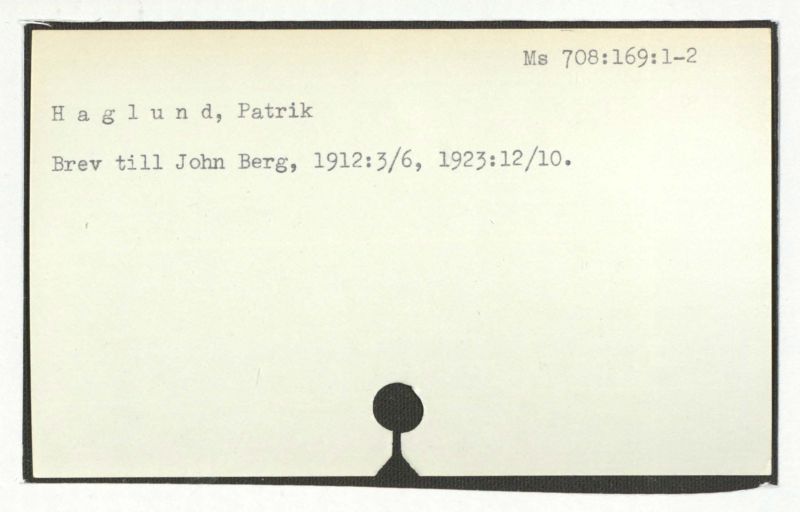 Ms 708:169:1-2
H a g l u n d, Patrik
Brev till John Berg, 1912:3/6, 1923:12/10.